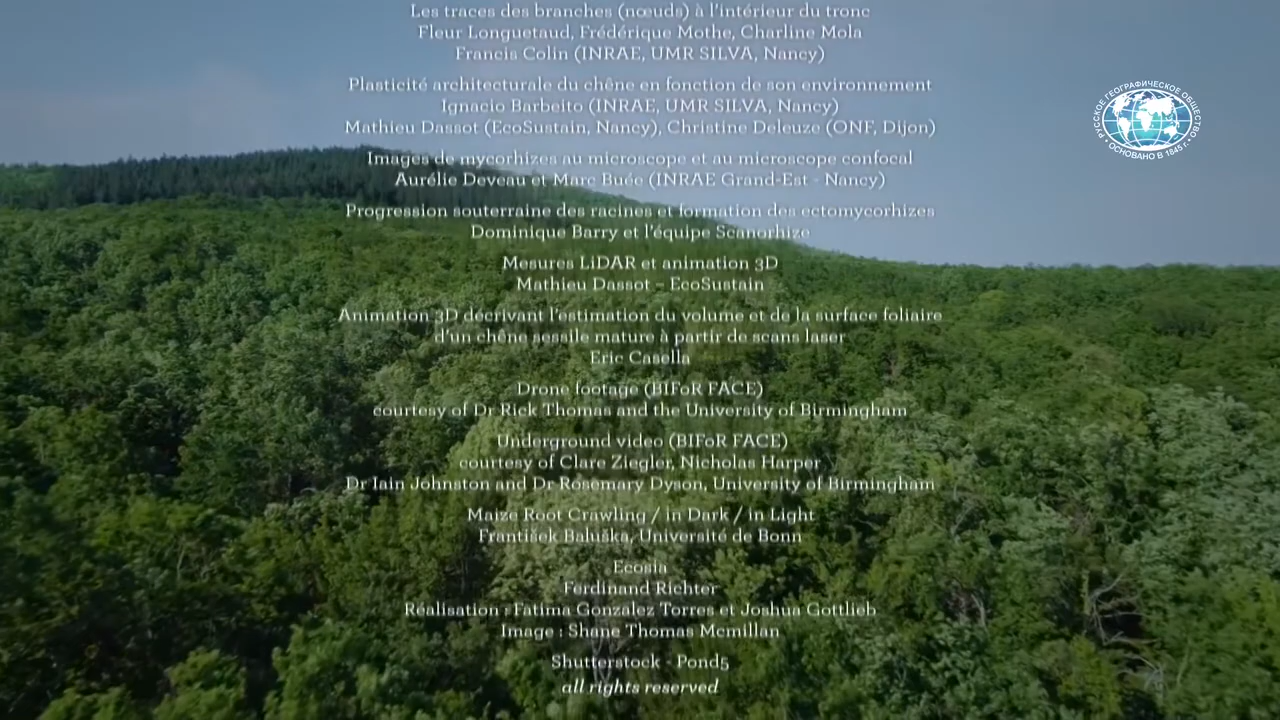 Les traces des branches (nœuds) à l'intérieur du tronc
Fleur Longuetaud, Frédérique Mothe, Charline Mola
Francis Colin (INRAE, UMR SILVA, Nancy)
Plasticité architecturale du chêne en fonction de son environnement
Ignacio Barbeito (INRAE, UMR SILVA, Nancy)
Mathieu Dassot (EcoSustain, Nancy), Christine Deleuze (ONF, Dijon)
Images de mycorhizes au microscope et au microscope confocal
Aurélie Deveau et Marc Buée (INRAE Grand-Est - Nancy)
Progression souterraine des racines et formation des ectomycorhizes
Dominique Barry et l'équipe Scanorhize
Mesures LiDAR et animation 3D
Mathieu Dassot – EcoSustain
Animation 3D décrivant l'estimation du volume et de la surface foliaire
d'un chêne sessile mature à partir de scans laser
Eric Casella
Drone footage (BIFoR FACE)
courtesy of Dr Rick Thomas and the University of Birmingham
Underground video (BIFoR FACE)
courtesy of Clare Ziegler, Nicholas Harper
Dr Iain Johnston and Dr Rosemary Dyson, University of Birmingham
Maize Root Crawling / in Dark / in Light
František Baluška, Université de Bonn
Ecosia
Ferdinand Richter
Réalisation : Fatima Gonzalez Torres et Joshua Gottlieb
Image : Shane Thomas Mcmillan
Shutterstock - Pond5
all rights reserved
РУССКОЕ ГЕОГРАФИЧЕСКОЕ ОБЩЕСТВО
• ОСНОВАНО В 1845 г. •